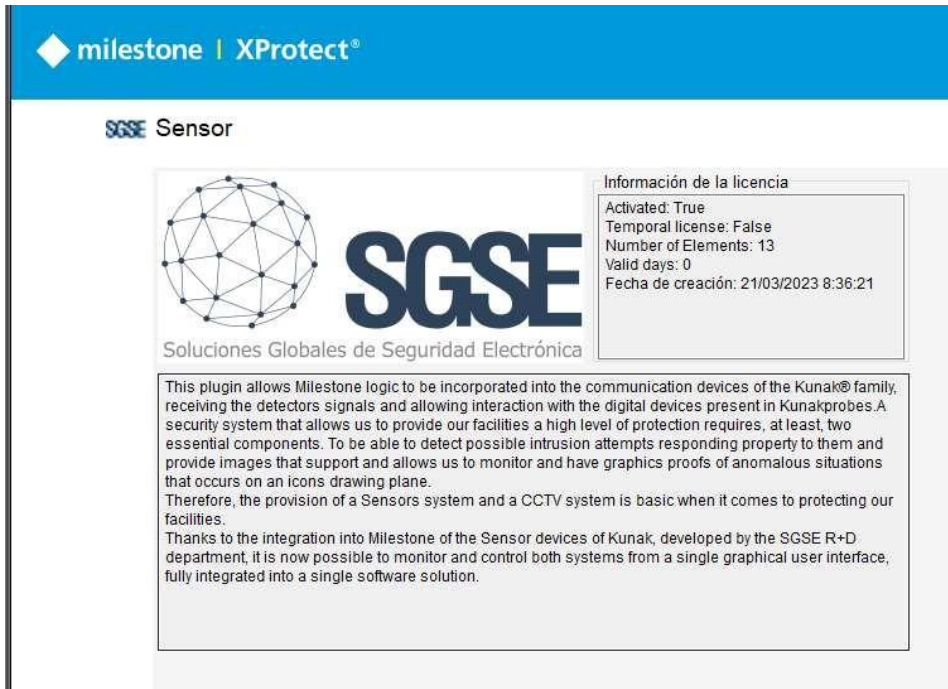 milestone | XProtect®
SGSE Sensor
SGSE
Soluciones Globales de Seguridad Electrónica
Información de la licencia
Activated: True
Temporal license: False
Number of Elements: 13
Valid days: 0
Fecha de creación: 21/03/2023 8:36:21
This plugin allows Milestone logic to be incorporated into the communication devices of the Kunak® family,
receiving the detectors signals and allowing interaction with the digital devices present in Kunakprobes.A
security system that allows us to provide our facilities a high level of protection requires, at least, two
essential components. To be able to detect possible intrusion attempts responding property to them and
provide images that support and allows us to monitor and have graphics proofs of anomalous situations
that occurs on an icons drawing plane.
Therefore, the provision of a Sensors system and a CCTV system is basic when it comes to protecting our
facilities.
Thanks to the integration into Milestone of the Sensor devices of Kunak, developed by the SGSE R+D
department, it is now possible to monitor and control both systems from a single graphical user interface,
fully integrated into a single software solution.